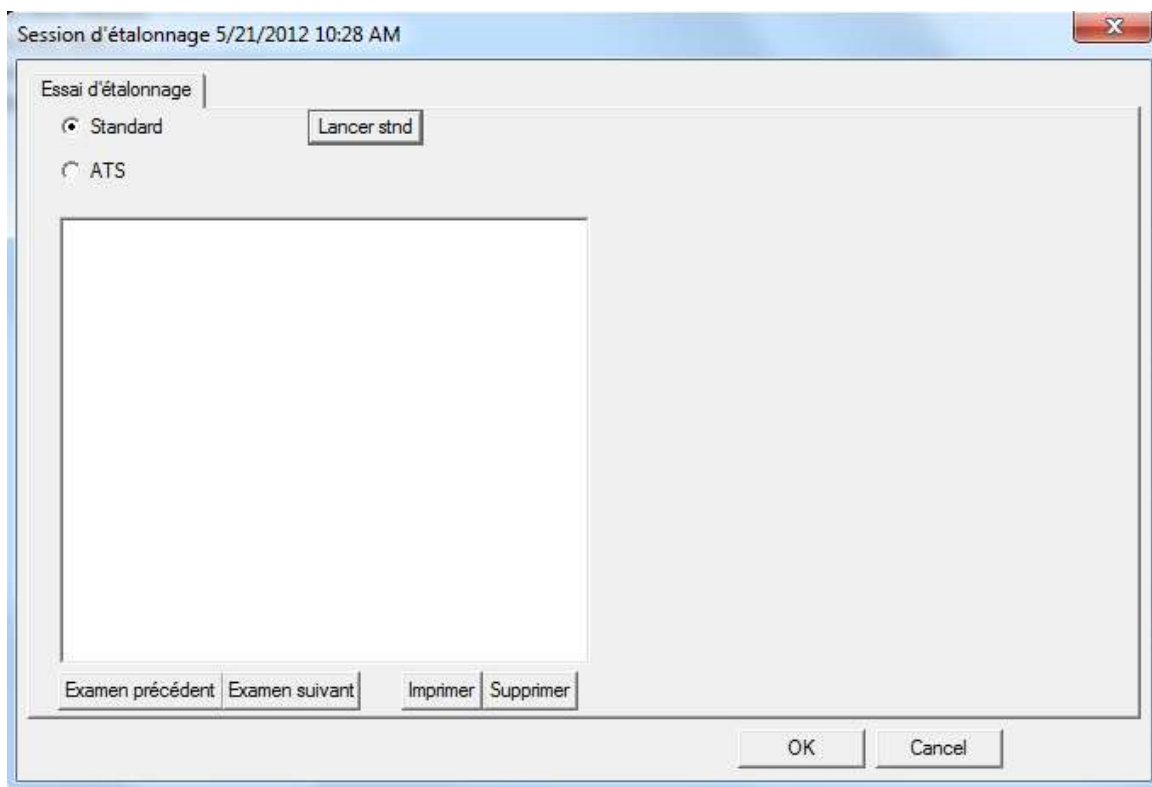 Session d'étalonnage 5/21/2012 10:28 AM
Essai d'étalonnage
Standard Lancer stnd
ATS
Examen précédent Examen suivant Imprimer Supprimer
OK Cancel